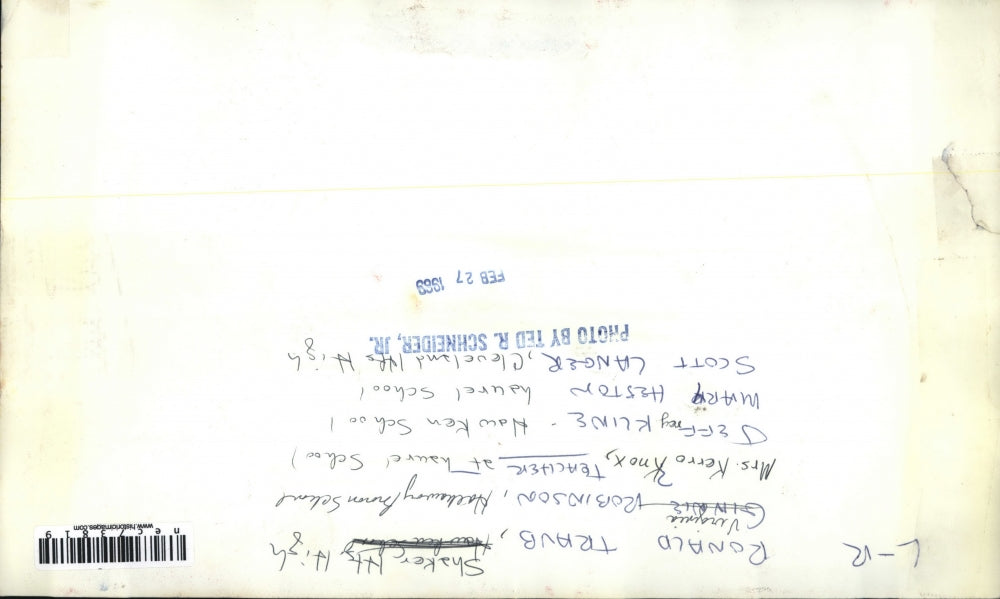 L-R
RONALD TRAUB, Shaker Hts High
Virginia ROBINSON, Hathaway Brown School
Mrs. Kerro Knox, TEACHER at Laurel School
JEFFrey KLINE - Hawken School
MARY HESTON Laurel School
SCOTT LANGER, Cleveland Hts High
PHOTO BY TED R. SCHNEIDER, JR.
FEB 27 1969
www.historicimages.com
nec73819